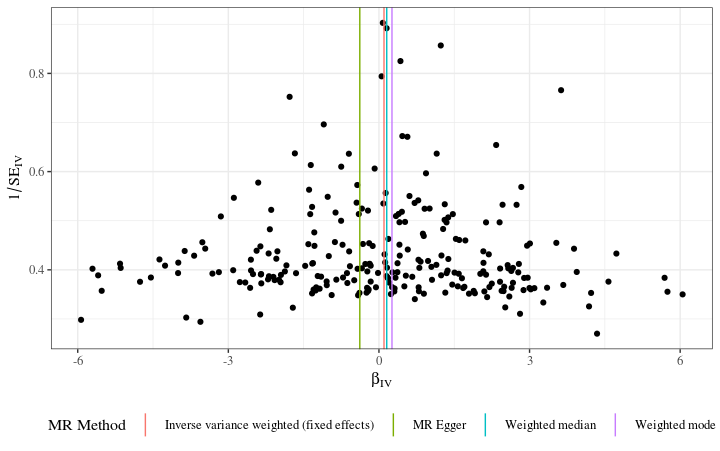 0.8
0.6
0.4
1/SE_IV
-6 -3 0 3 6
β_IV
MR Method Inverse variance weighted (fixed effects) MR Egger Weighted median Weighted mode